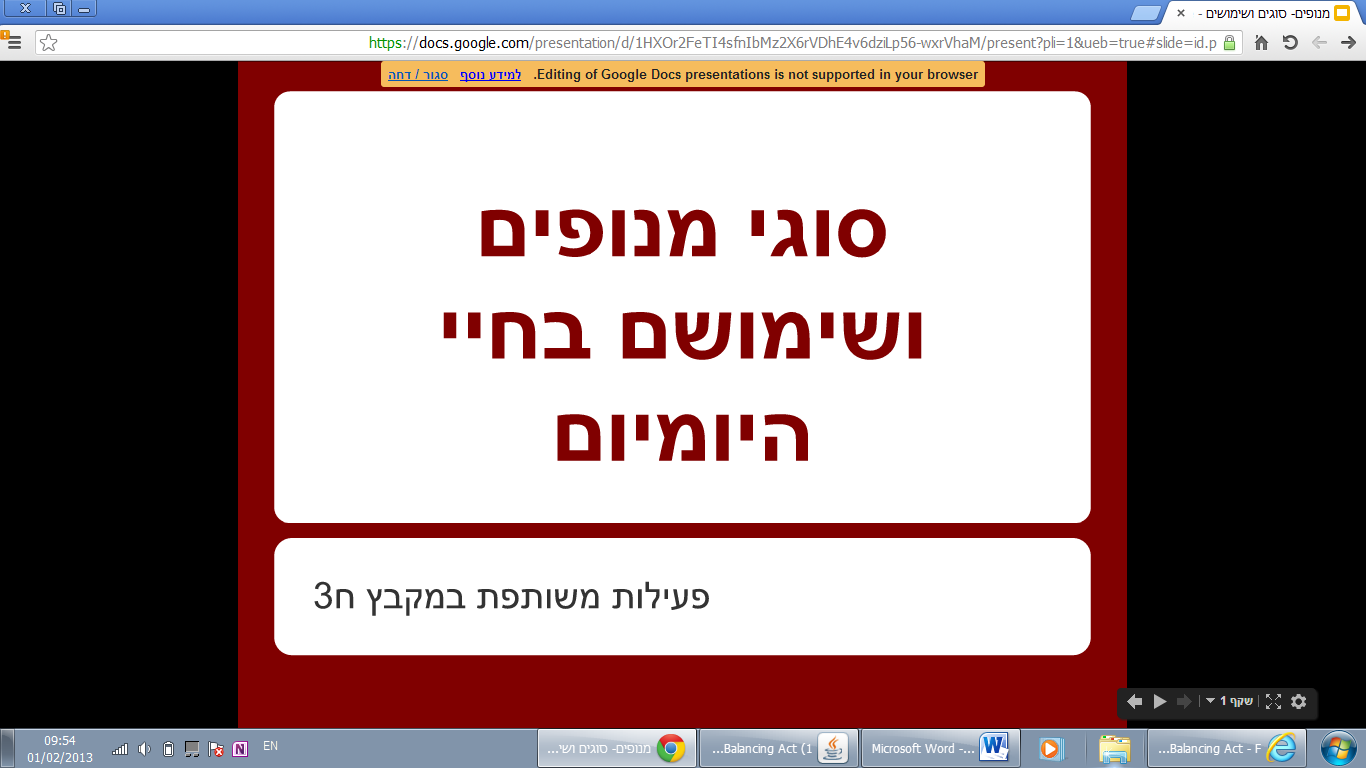 מנופים- סוגים ושימושים -
https://docs.google.com/presentation/d/1HXOr2FeTI4sfnIbMz2X6rVDhE4v6dziLp56-wxrVhaM/present?pli=1&ueb=true#slide=id.p
Editing of Google Docs presentations is not supported in your browser. למידע נוסף סגור / דחה
סוגי מנופים
ושימושם בחיי
היומיום
פעילות משותפת במקבץ ח3
שקף 1
09:54
01/02/2013
EN
מנופים- סוגים ושי...
Balancing Act (1...
Microsoft Word -...
Balancing Act - F...